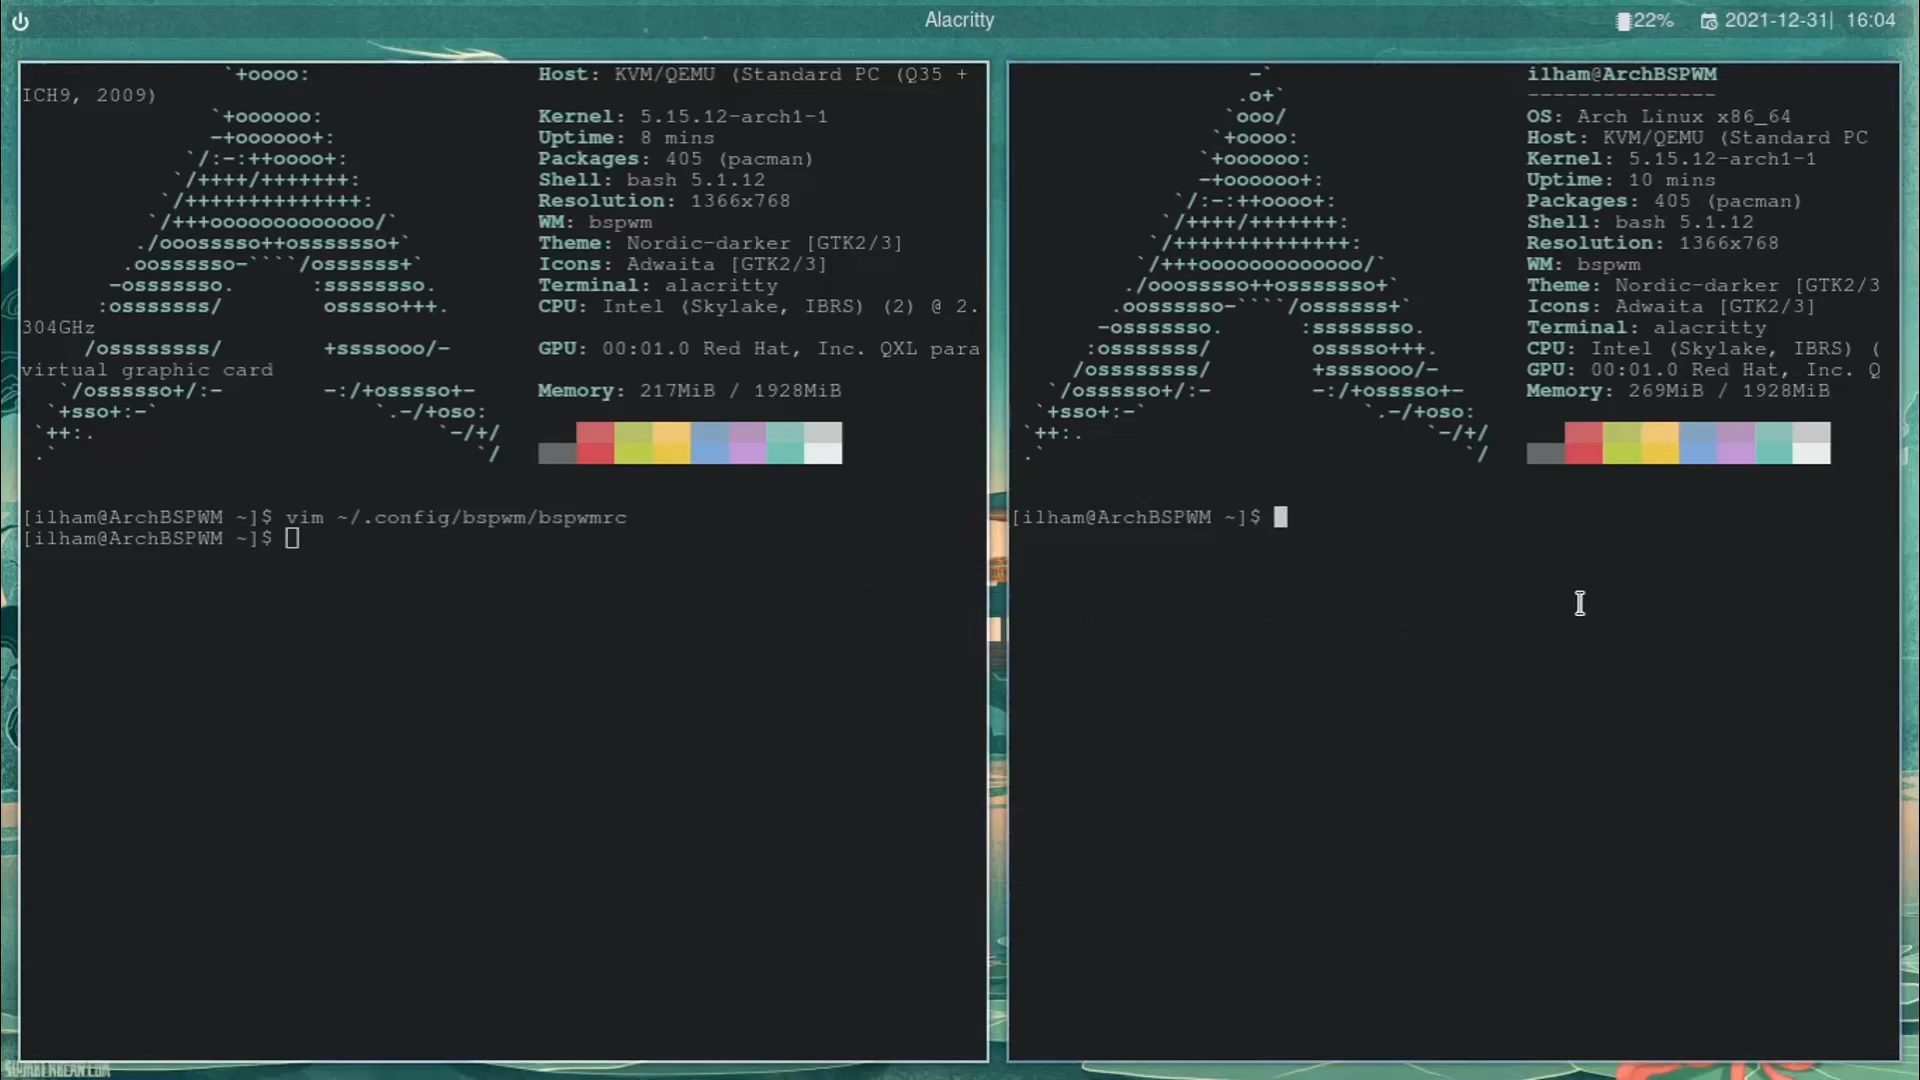 Alacritty
22% 2021-12-31| 16:04
`+oooo: Host: KVM/QEMU (Standard PC (Q35 +
ICH9, 2009)
`+oooooo: Kernel: 5.15.12-arch1-1
-+oooooo+: Uptime: 8 mins
`/:-:++oooo+: Packages: 405 (pacman)
`/++++/+++++++: Shell: bash 5.1.12
`/++++++++++++++: Resolution: 1366x768
`/+++ooooooooooooo/` WM: bspwm
./ooosssso++osssssso+` Theme: Nordic-darker [GTK2/3]
.oossssso-````/ossssss+` Icons: Adwaita [GTK2/3]
-osssssso. :ssssssso. Terminal: alacritty
:osssssss/ osssso+++. CPU: Intel (Skylake, IBRS) (2) @ 2.
304GHz
/ossssssss/ +ssssooo/- GPU: 00:01.0 Red Hat, Inc. QXL para
virtual graphic card
`/ossssso+/:- -:/+osssso+- Memory: 217MiB / 1928MiB
`+sso+:-` `.-/+oso:
`++:. `-/+/
.` `/
[ilham@ArchBSPWM ~]$ vim ~/.config/bspwm/bspwmrc
[ilham@ArchBSPWM ~]$
-` ilham@ArchBSPWM
.o+` ---------------
`ooo/ OS: Arch Linux x86_64
`+oooo: Host: KVM/QEMU (Standard PC
`+oooooo: Kernel: 5.15.12-arch1-1
-+oooooo+: Uptime: 10 mins
`/:-:++oooo+: Packages: 405 (pacman)
`/++++/+++++++: Shell: bash 5.1.12
`/++++++++++++++: Resolution: 1366x768
`/+++ooooooooooooo/` WM: bspwm
./ooosssso++osssssso+` Theme: Nordic-darker [GTK2/3
.oossssso-````/ossssss+` Icons: Adwaita [GTK2/3]
-osssssso. :ssssssso. Terminal: alacritty
:osssssss/ osssso+++. CPU: Intel (Skylake, IBRS) (
/ossssssss/ +ssssooo/- GPU: 00:01.0 Red Hat, Inc. Q
`/ossssso+/:- -:/+osssso+- Memory: 269MiB / 1928MiB
`+sso+:-` `.-/+oso:
`++:. `-/+/
.` `/
[ilham@ArchBSPWM ~]$